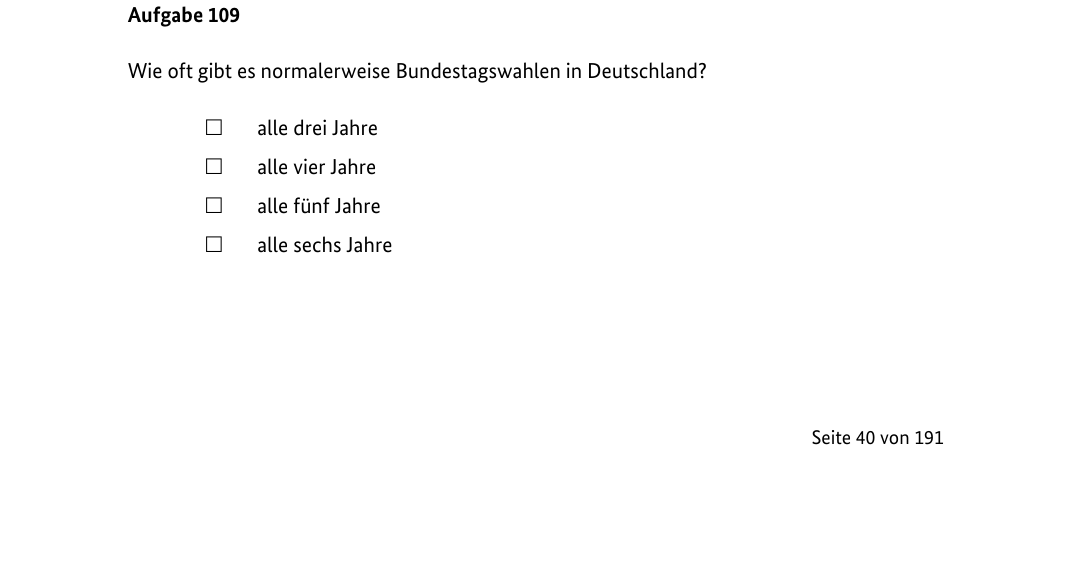 Aufgabe 109
Wie oft gibt es normalerweise Bundestagswahlen in Deutschland?
☐ alle drei Jahre
☐ alle vier Jahre
☐ alle fünf Jahre
☐ alle sechs Jahre
Seite 40 von 191